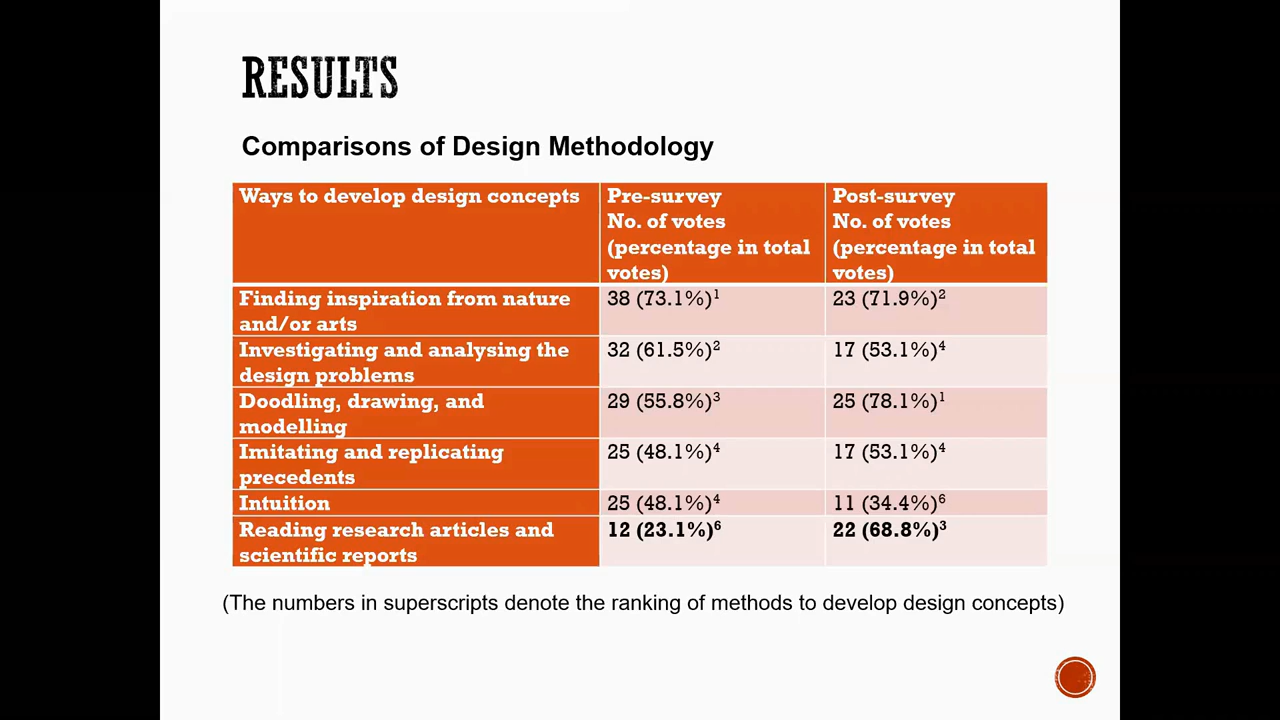 RESULTS
Comparisons of Design Methodology
Ways to develop design concepts
Pre-survey
No. of votes
(percentage in total
votes)
Post-survey
No. of votes
(percentage in total
votes)
Finding inspiration from nature
and/or arts
38 (73.1%)¹
23 (71.9%)²
Investigating and analysing the
design problems
32 (61.5%)²
17 (53.1%)⁴
Doodling, drawing, and
modelling
29 (55.8%)³
25 (78.1%)¹
Imitating and replicating
precedents
25 (48.1%)⁴
17 (53.1%)⁴
Intuition
25 (48.1%)⁴
11 (34.4%)⁶
Reading research articles and
scientific reports
12 (23.1%)⁶
22 (68.8%)³
(The numbers in superscripts denote the ranking of methods to develop design concepts)